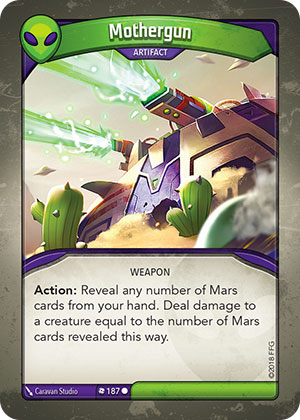 Mothergun
ARTIFACT
WEAPON
Action: Reveal any number of Mars
cards from your hand. Deal damage to
a creature equal to the number of Mars
cards revealed this way.
©2018 FFG
Caravan Studio
187